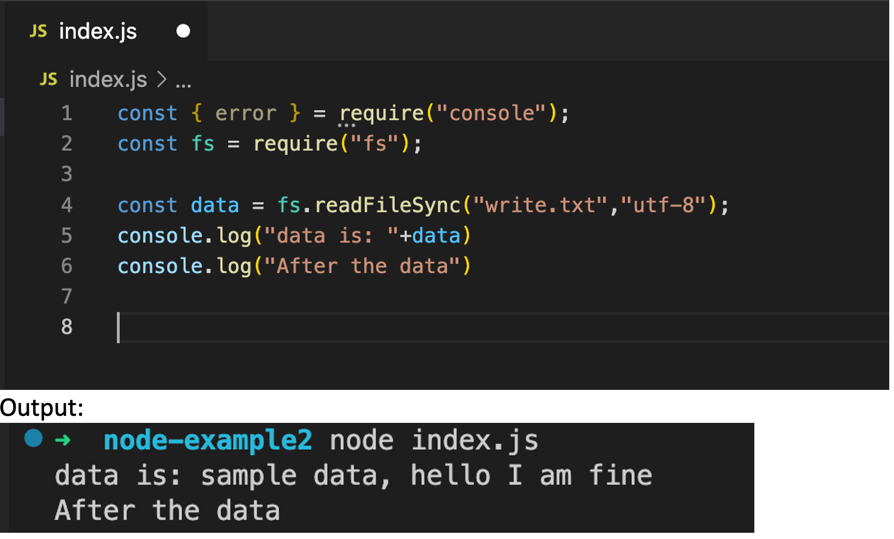 JS index.js
JS index.js > ...
1 const { error } = require("console");
2 const fs = require("fs");
3
4 const data = fs.readFileSync("write.txt","utf-8");
5 console.log("data is: "+data)
6 console.log("After the data")
7
8
Output:
→ node-example2 node index.js
data is: sample data, hello I am fine
After the data